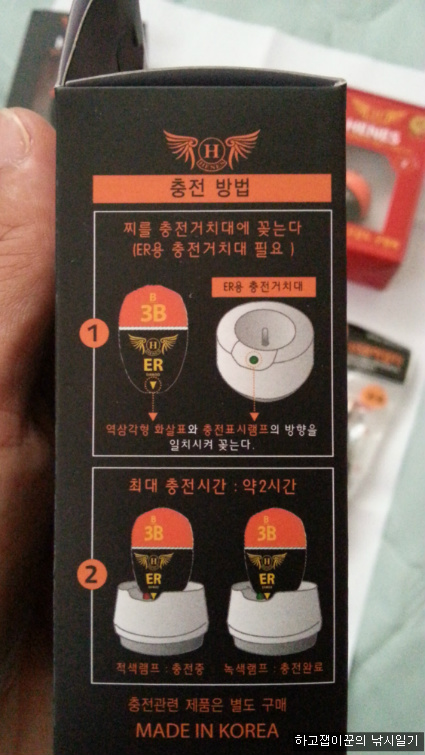 H
HENES
충전 방법
찌를 충전거치대에 꽂는다
(ER용 충전거치대 필요 )
1
B
3B
H
ER
ER용 충전거치대
역삼각형 화살표와 충전표시램프의 방향을
일치시켜 꽂는다.
최대 충전시간 : 약2시간
2
B
3B
ER
B
3B
ER
적색램프 : 충전중
녹색램프 : 충전완료
충전관련 제품은 별도 구매
MADE IN KOREA
HENES
하고잽이꾼의 낚시일기